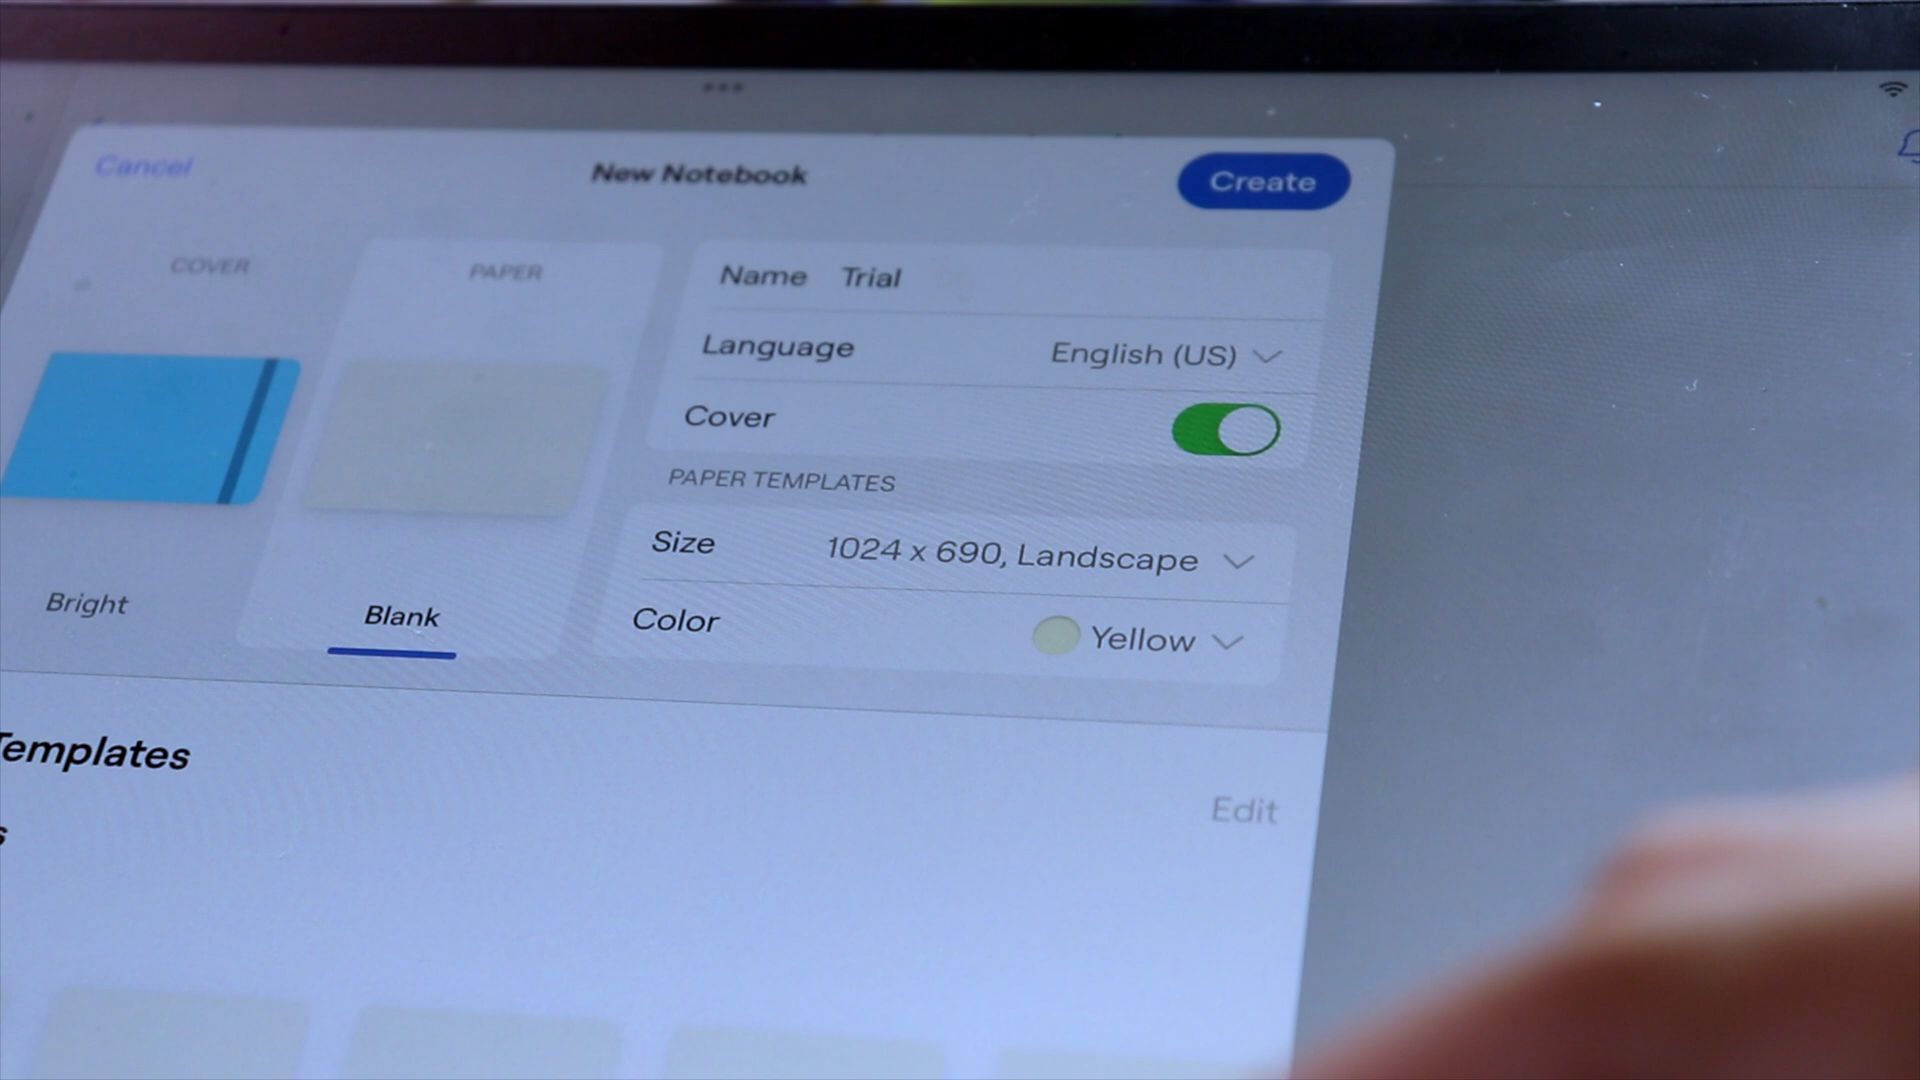 Cancel
New Notebook
Create
COVER
PAPER
Name Trial
Language English (US)
Cover
PAPER TEMPLATES
Size 1024 x 690, Landscape
Color Yellow
Bright
Blank
Templates
Edit